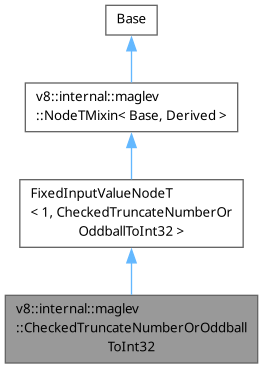 Base
v8::internal::maglev
::NodeTMixin< Base, Derived >
FixedInputValueNodeT
< 1, CheckedTruncateNumberOr
OddballToInt32 >
v8::internal::maglev
::CheckedTruncateNumberOrOddball
ToInt32